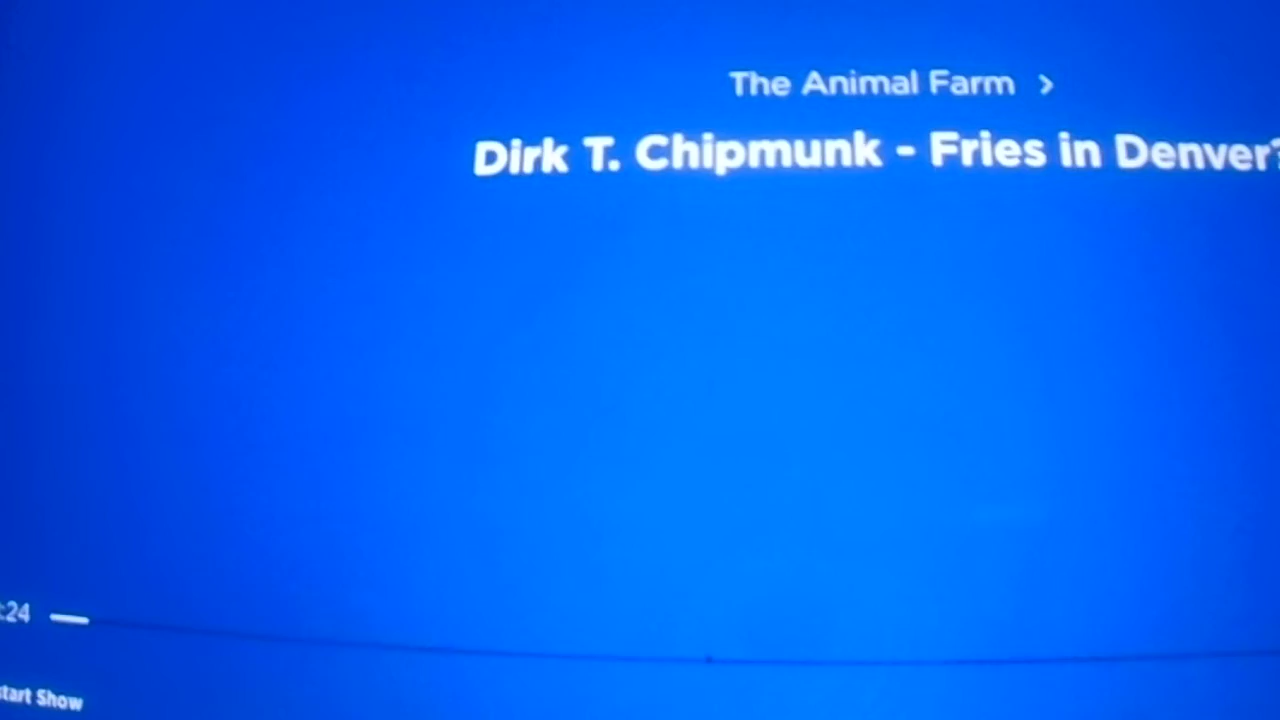 The Animal Farm >
Dirk T. Chipmunk - Fries in Denver?
:24
tart Show